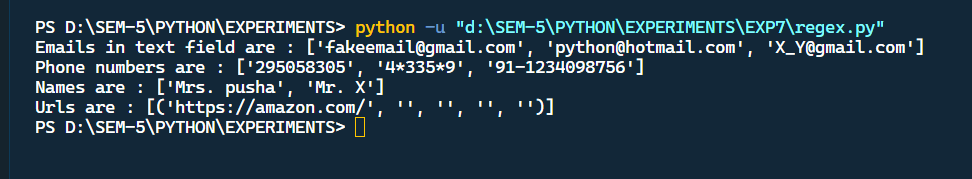 PS D:\SEM-5\PYTHON\EXPERIMENTS> python -u "d:\SEM-5\PYTHON\EXPERIMENTS\EXP7\regex.py"
Emails in text field are : ['fakeemail@gmail.com', 'python@hotmail.com', 'X_Y@gmail.com']
Phone numbers are : ['295058305', '4*335*9', '91-1234098756']
Names are : ['Mrs. pusha', 'Mr. X']
Urls are : [('https://amazon.com/', '', '', '', '')]
PS D:\SEM-5\PYTHON\EXPERIMENTS>